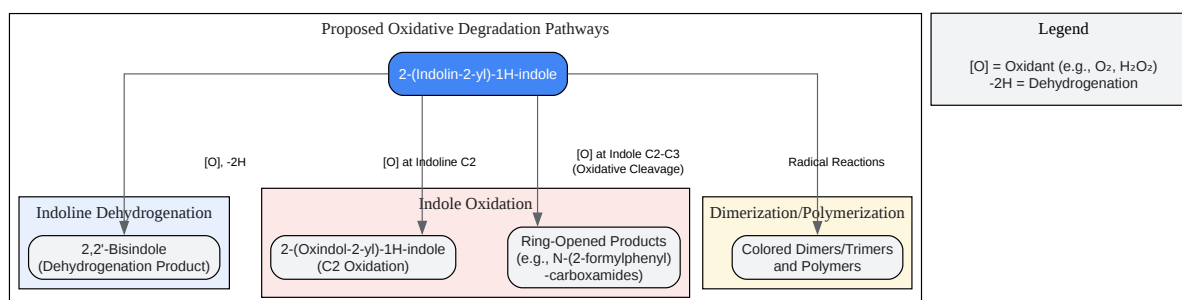 Proposed Oxidative Degradation Pathways
2-(Indolin-2-yl)-1H-indole
[O], -2H
[O] at Indoline C2
[O] at Indole C2-C3
(Oxidative Cleavage)
Radical Reactions
Indoline Dehydrogenation
2,2'-Bisindole
(Dehydrogenation Product)
Indole Oxidation
2-(Oxindol-2-yl)-1H-indole
(C2 Oxidation)
Ring-Opened Products
(e.g., N-(2-formylphenyl)
-carboxamides)
Dimerization/Polymerization
Colored Dimers/Trimers
and Polymers
Legend
[O] = Oxidant (e.g., O₂, H₂O₂)
-2H = Dehydrogenation